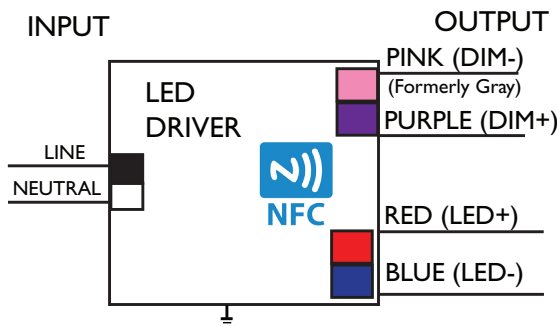 INPUT
OUTPUT
PINK (DIM-)
(Formerly Gray)
PURPLE (DIM+)
LED
DRIVER
LINE
NEUTRAL
NFC
RED (LED+)
BLUE (LED-)